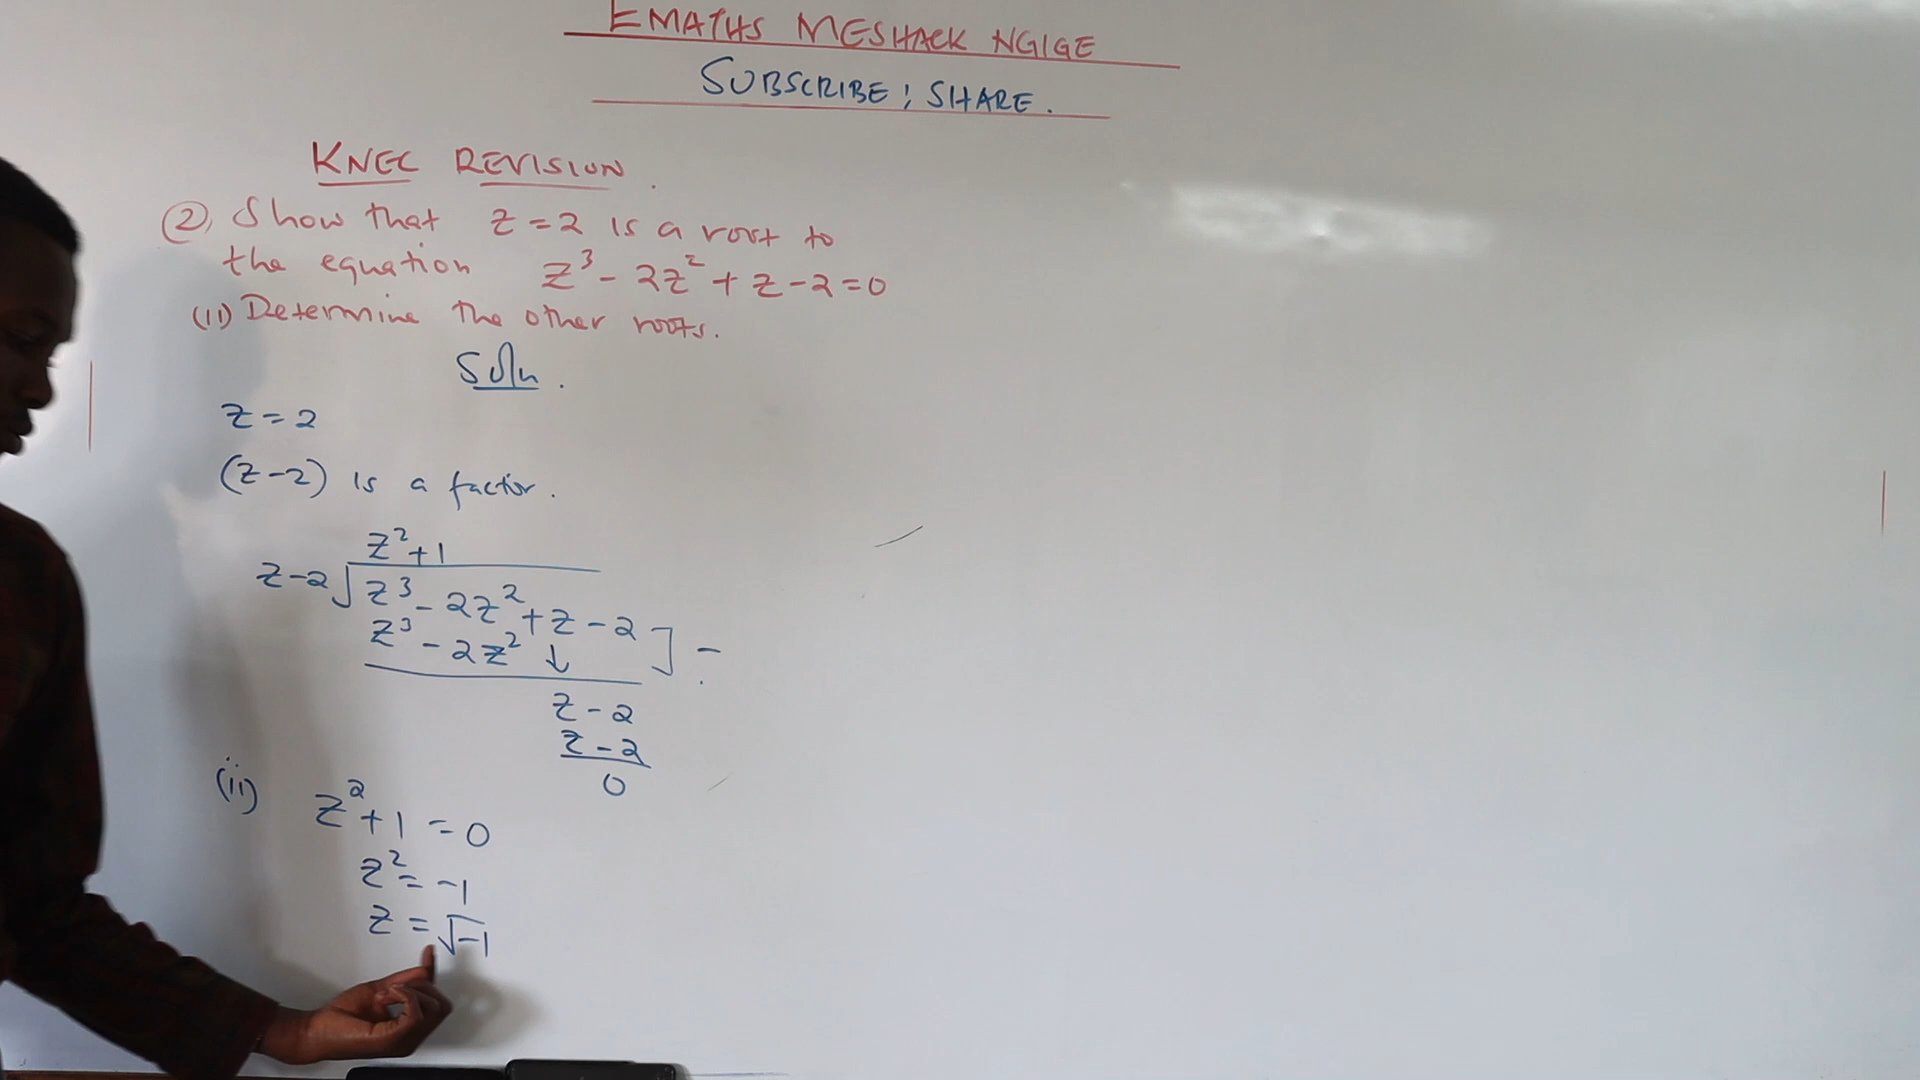 EMATHS MESHACK NGIGE
SUBSCRIBE; SHARE.
KNEC REVISION.
(2), Show that z = 2 is a root to
the equation z³ - 2z² + z - 2 = 0
(ii) Determine the other roots.
Soln.
z = 2
(z - 2) is a factor.
z² + 1
z - 2 √ z³ - 2z² + z - 2
z³ - 2z² ↓ ] -
z - 2
z - 2
0
(ii) z² + 1 = 0
z² = -1
z = √-1